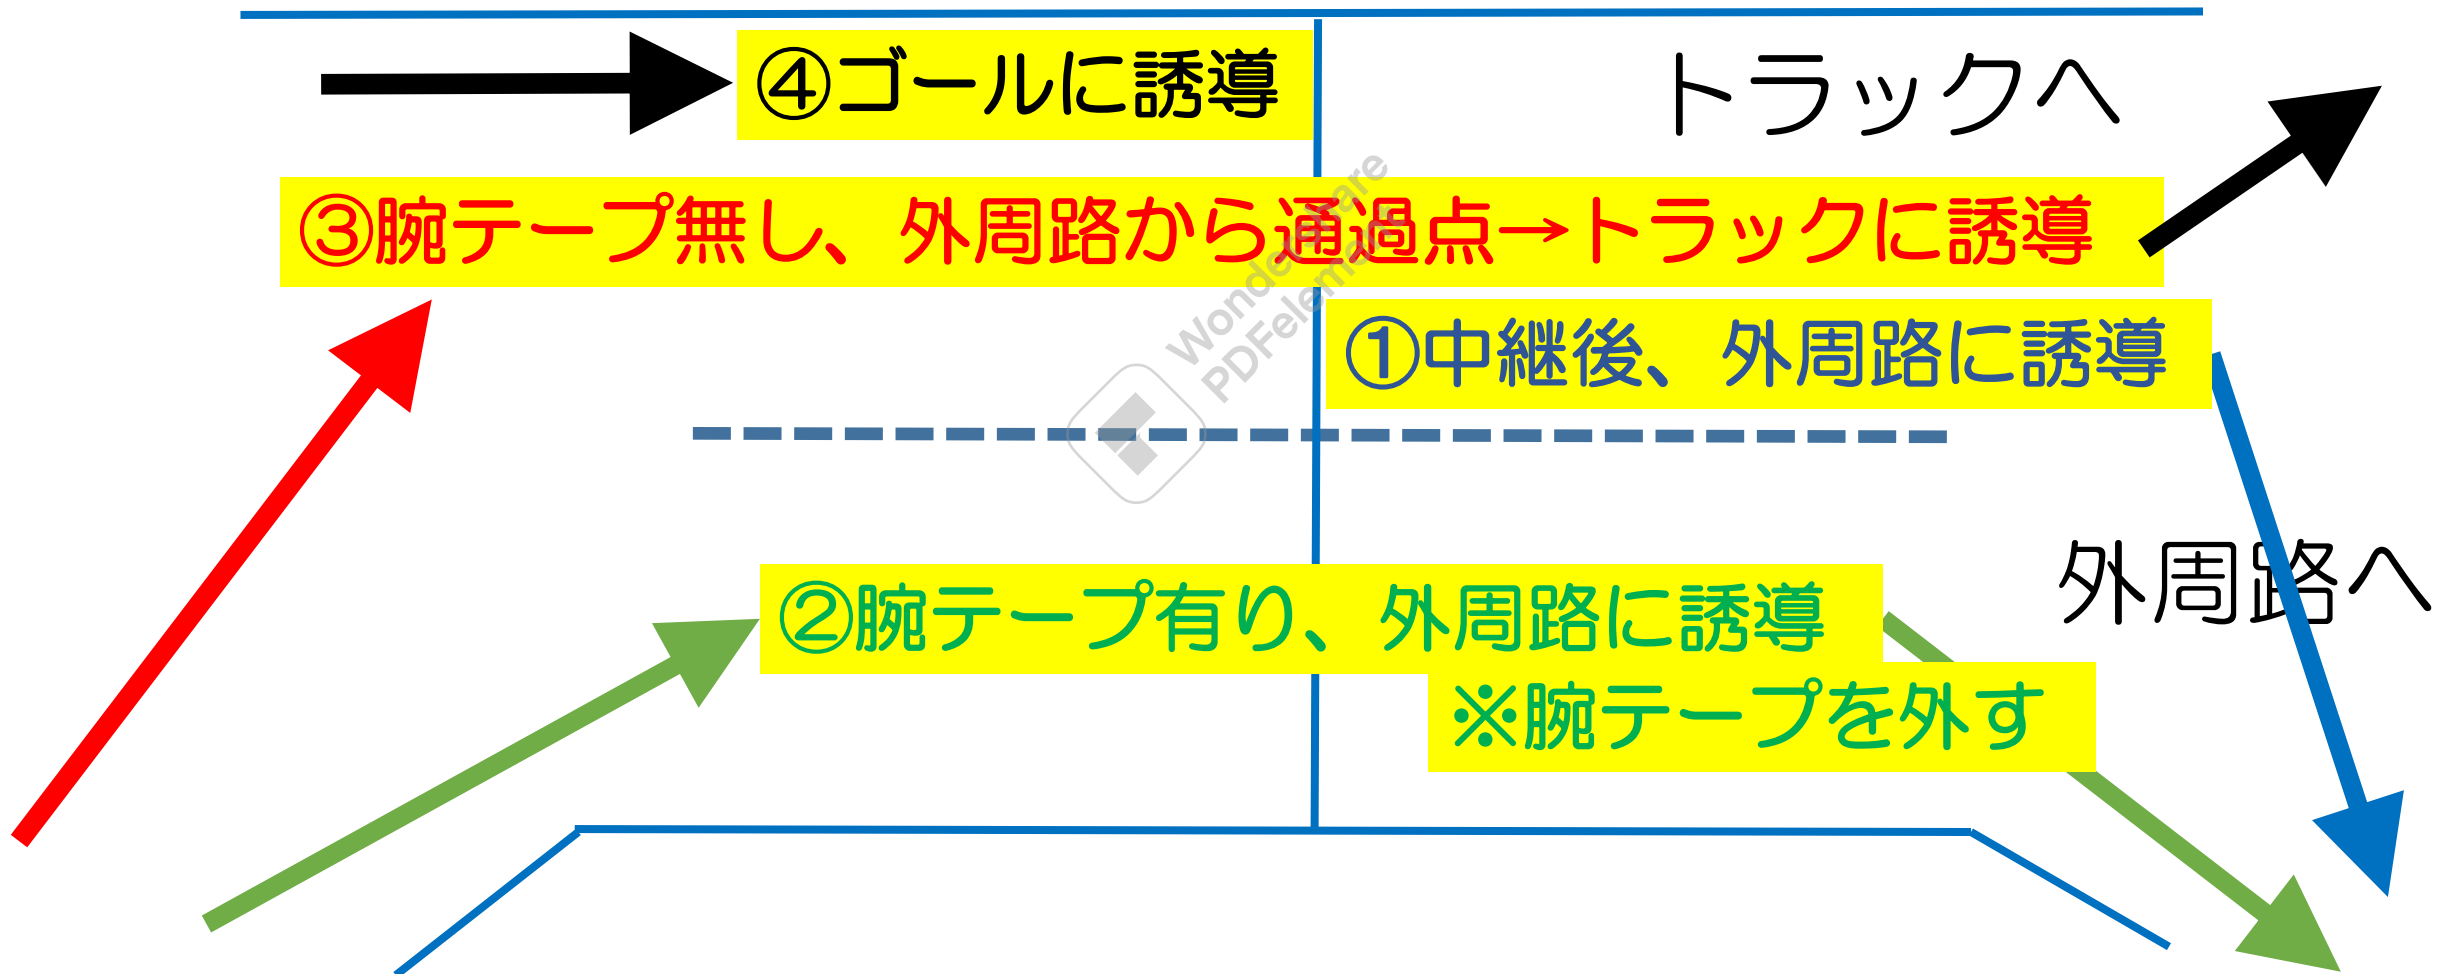 ④ゴールに誘導
トラックへ
③腕テープ無し、外周路から通過点→トラックに誘導
①中継後、外周路に誘導
外周路へ
②腕テープ有り、外周路に誘導
※腕テープを外す
Wondershare
PDFelement